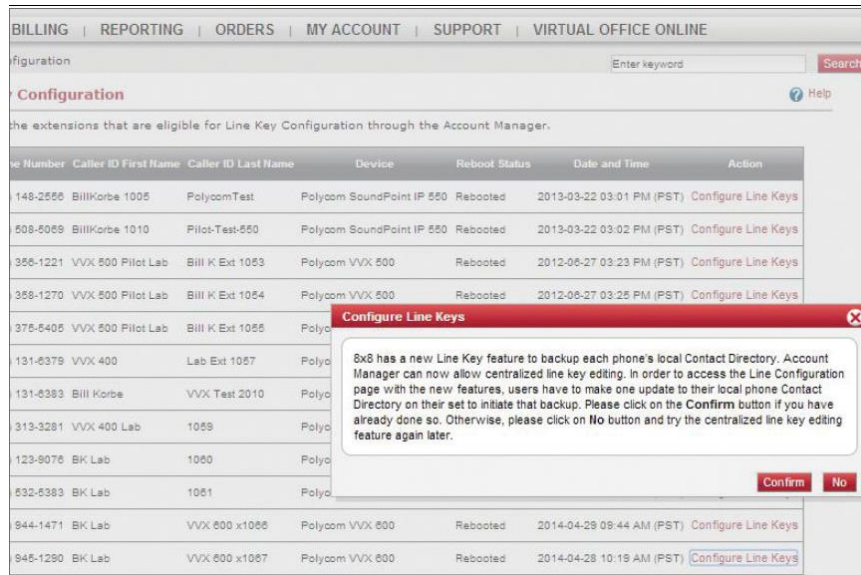 BILLING | REPORTING | ORDERS | MY ACCOUNT | SUPPORT | VIRTUAL OFFICE ONLINE
figuration Enter keyword Search
Configuration Help
the extensions that are eligible for Line Key Configuration through the Account Manager.
ne Number Caller ID First Name Caller ID Last Name Device Reboot Status Date and Time Action
148-2556 BillKorbe 1005 PolycomTest Polycom SoundPoint IP 550 Rebooted 2013-03-22 03:01 PM (PST) Configure Line Keys
508-5069 BillKorbe 1010 Pilot-Test-550 Polycom SoundPoint IP 550 Rebooted 2013-03-22 03:02 PM (PST) Configure Line Keys
356-1221 VVX 500 Pilot Lab Bill K Ext 1053 Polycom VVX 500 Rebooted 2012-06-27 03:23 PM (PST) Configure Line Keys
358-1270 VVX 500 Pilot Lab Bill K Ext 1054 Polycom VVX 500 Rebooted 2012-06-27 03:25 PM (PST) Configure Line Keys
375-5405 VVX 500 Pilot Lab Bill K Ext 1055 Polyc
131-6379 VVX 400 Lab Ext 1057 Polyc
131-6383 Bill Korbe VVX Test 2010 Polyc
313-3281 VVX 400 Lab 1059 Polyc
123-9076 BK Lab 1060 Polyc
532-5383 BK Lab 1061 Polyc
944-1471 BK Lab VVX 600 x1066 Polycom VVX 600 Rebooted 2014-04-29 09:44 AM (PST) Configure Line Keys
945-1290 BK Lab VVX 600 x1067 Polycom VVX 600 Rebooted 2014-04-28 10:19 AM (PST) Configure Line Keys
Configure Line Keys
8x8 has a new Line Key feature to backup each phone's local Contact Directory. Account
Manager can now allow centralized line key editing. In order to access the Line Configuration
page with the new features, users have to make one update to their local phone Contact
Directory on their set to initiate that backup. Please click on the Confirm button if you have
already done so. Otherwise, please click on No button and try the centralized line key editing
feature again later.
Confirm No